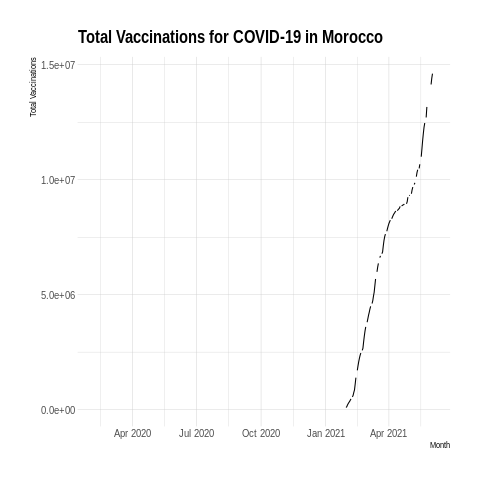 Total Vaccinations for COVID-19 in Morocco
Total Vaccinations
1.5e+07
1.0e+07
5.0e+06
0.0e+00
Apr 2020 Jul 2020 Oct 2020 Jan 2021 Apr 2021
Month